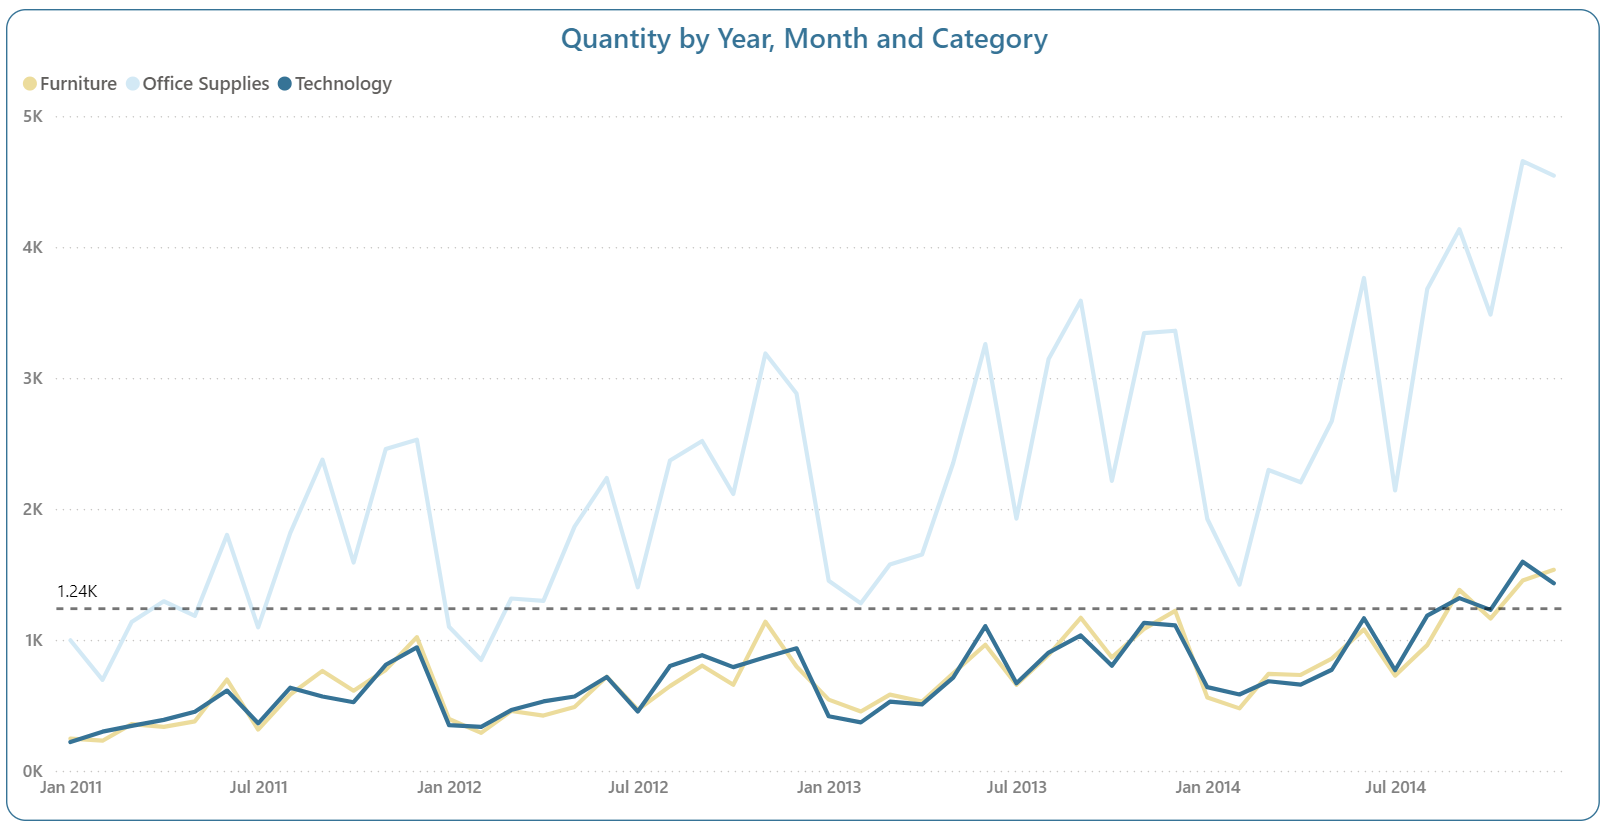 Quantity by Year, Month and Category
Furniture Office Supplies Technology
5K
4K
3K
2K
1.24K
1K
0K
Jan 2011 Jul 2011 Jan 2012 Jul 2012 Jan 2013 Jul 2013 Jan 2014 Jul 2014